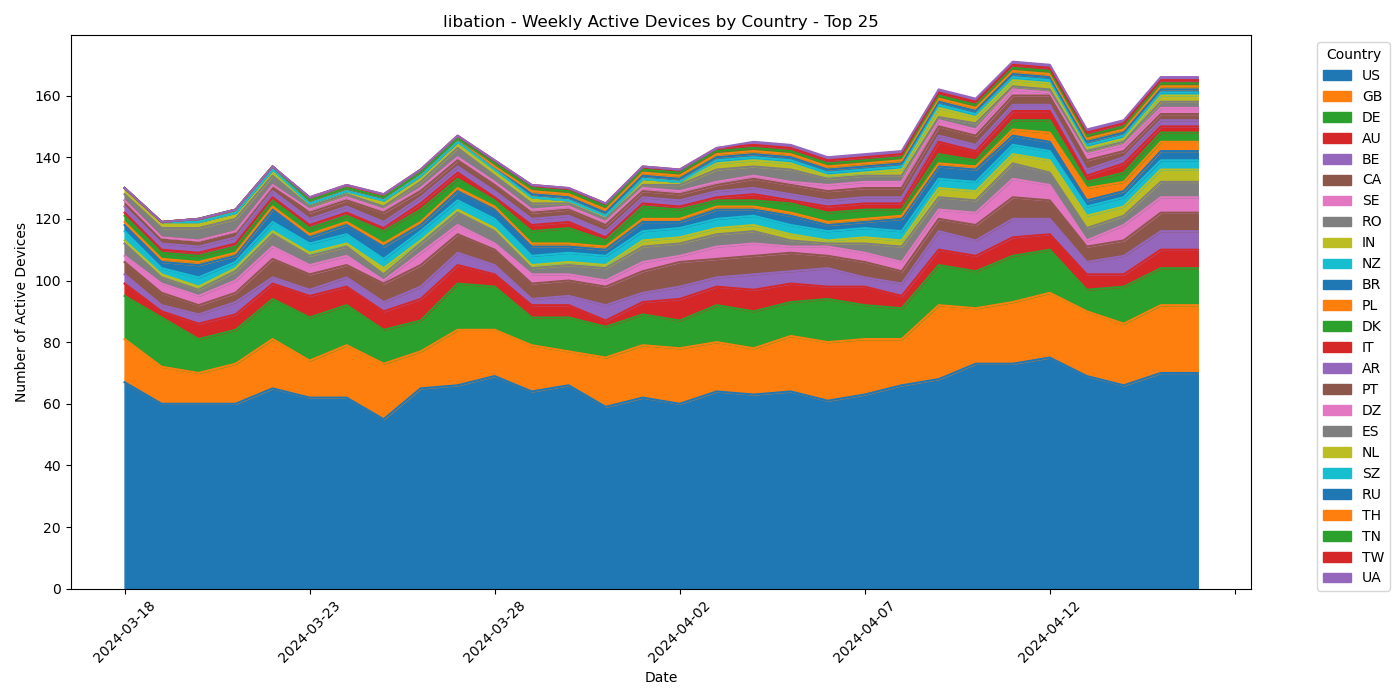 libation - Weekly Active Devices by Country - Top 25
Number of Active Devices
160
140
120
100
80
60
40
20
0
2024-03-18
2024-03-23
2024-03-28
2024-04-02
2024-04-07
2024-04-12
Date
Country
US
GB
DE
AU
BE
CA
SE
RO
IN
NZ
BR
PL
DK
IT
AR
PT
DZ
ES
NL
SZ
RU
TH
TN
TW
UA